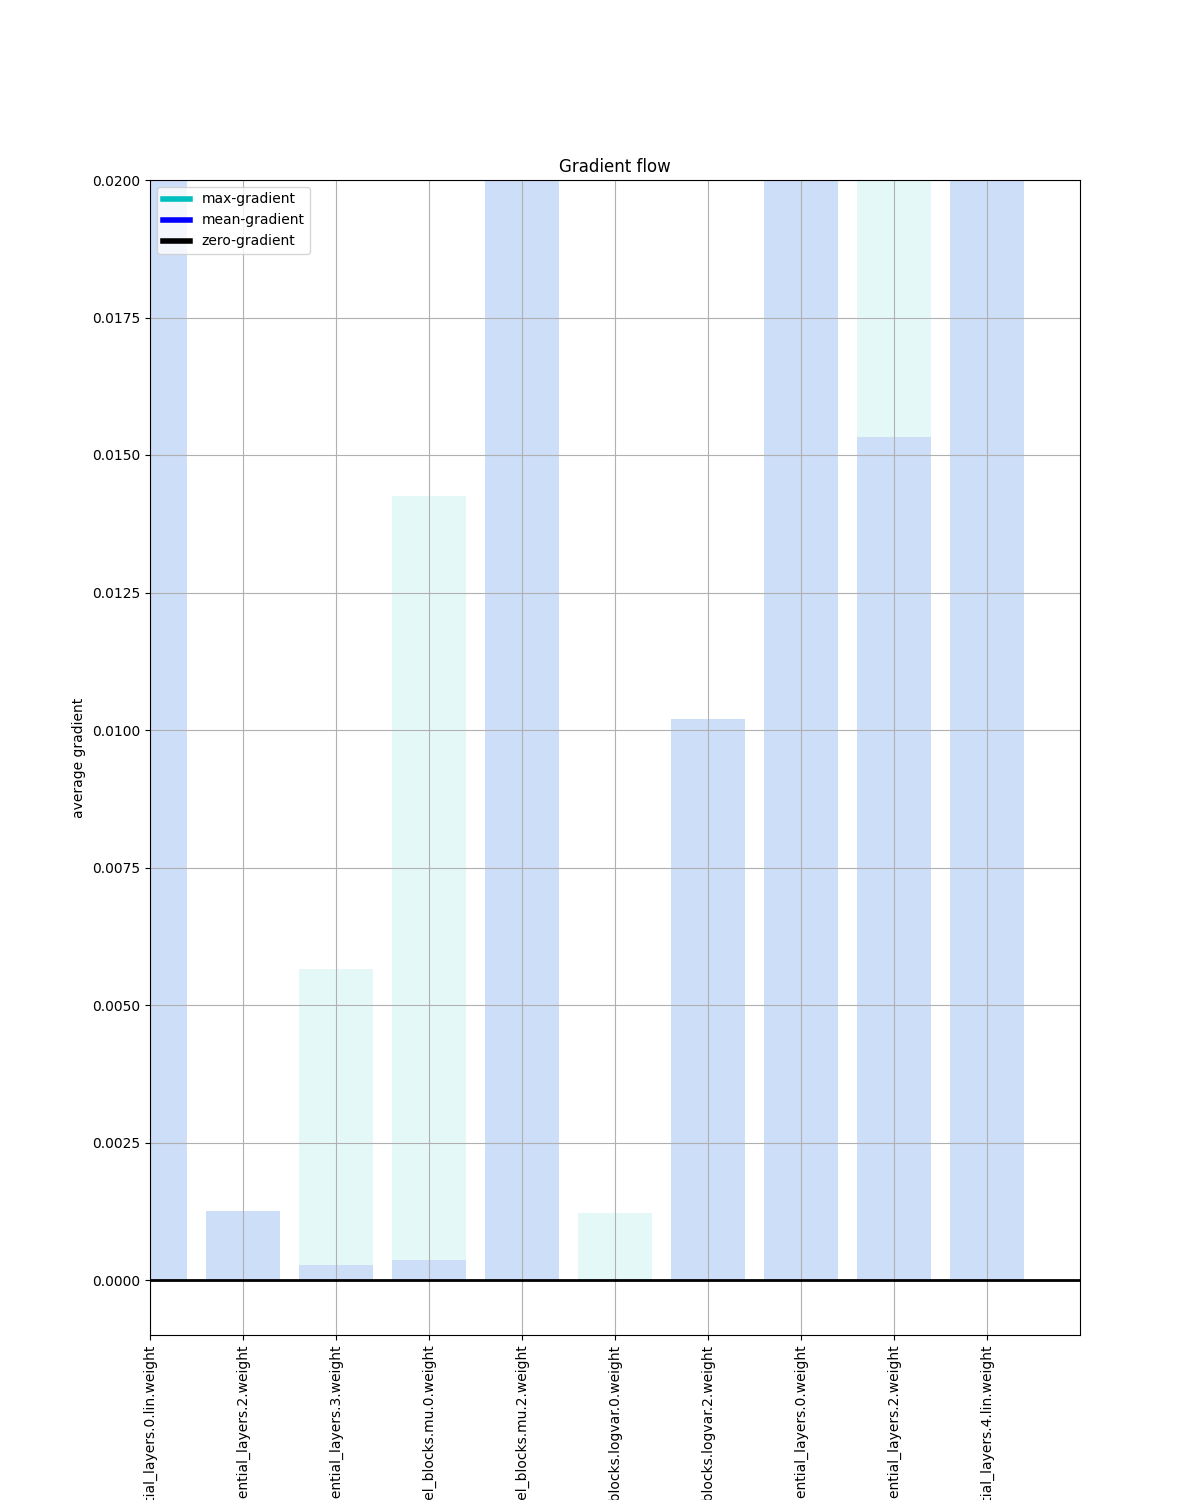 Gradient flow
max-gradient
mean-gradient
zero-gradient
0.0200
0.0175
0.0150
0.0125
0.0100
0.0075
0.0050
0.0025
0.0000
average gradient
tial_layers.0.lin.weight
ential_layers.2.weight
ential_layers.3.weight
el_blocks.mu.0.weight
el_blocks.mu.2.weight
blocks.logvar.0.weight
blocks.logvar.2.weight
ential_layers.0.weight
ential_layers.2.weight
tial_layers.4.lin.weight